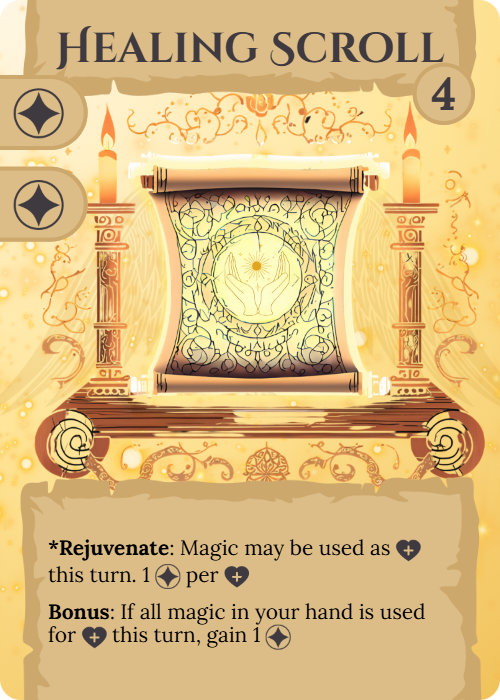 HEALING SCROLL
4
*Rejuvenate: Magic may be used as
this turn. 1 per
Bonus: If all magic in your hand is used
for this turn, gain 1